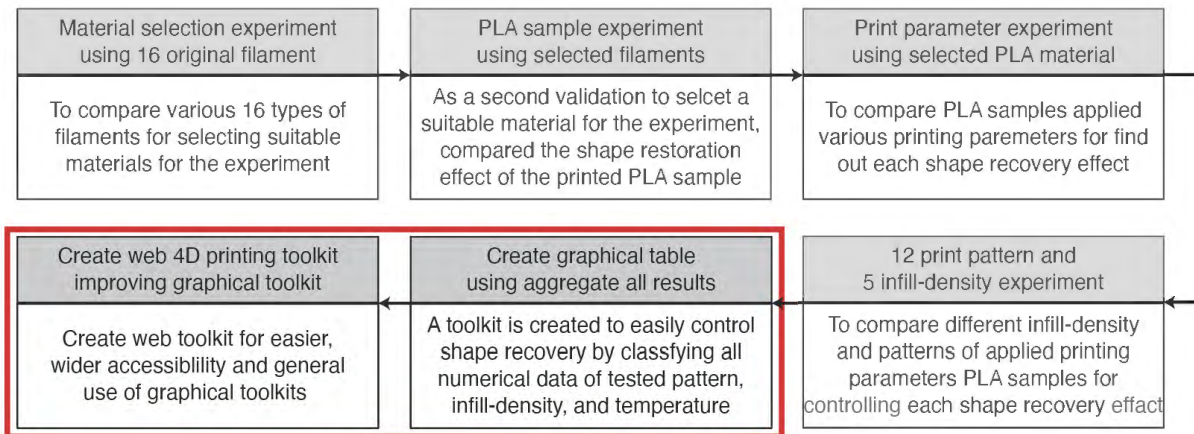 Material selection experiment
using 16 original filament
To compare various 16 types of
filaments for selecting suitable
materials for the experiment
PLA sample experiment
using selected filaments
As a second validation to selcet a
suitable material for the experiment,
compared the shape restoration
effect of the printed PLA sample
Print parameter experiment
using selected PLA material
To compare PLA samples applied
various printing paremeters for find
out each shape recovery effect
12 print pattern and
5 infill-density experiment
To compare different infill-density
and patterns of applied printing
parameters PLA samples for
controlling each shape recovery effact
Create graphical table
using aggregate all results
A toolkit is created to easily control
shape recovery by classfying all
numerical data of tested pattern,
infill-density, and temperature
Create web 4D printing toolkit
improving graphical toolkit
Create web toolkit for easier,
wider accessiblility and general
use of graphical toolkits